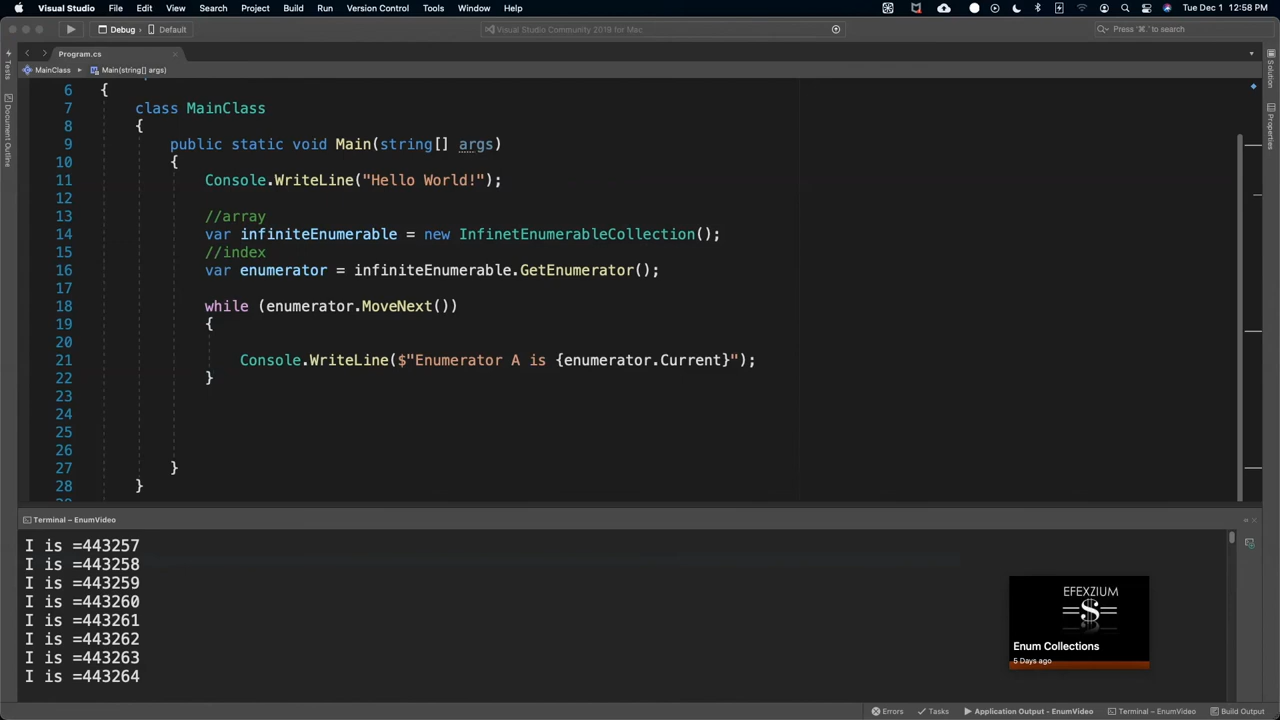 Visual Studio File Edit View Search Project Build Run Version Control Tools Window Help Tue Dec 1 12:58 PM
Debug Default Visual Studio Community 2019 for Mac Press '⌘.' to search
Program.cs
MainClass Main(string[] args)
Tests
Document Outline
Solution
Properties
6 {
7 class MainClass
8 {
9 public static void Main(string[] args)
10 {
11 Console.WriteLine("Hello World!");
12
13 //array
14 var infiniteEnumerable = new InfinetEnumerableCollection();
15 //index
16 var enumerator = infiniteEnumerable.GetEnumerator();
17
18 while (enumerator.MoveNext())
19 {
20
21 Console.WriteLine($"Enumerator A is {enumerator.Current}");
22 }
23
24
25
26
27 }
28 }
Terminal – EnumVideo
I is =443257
I is =443258
I is =443259
I is =443260
I is =443261
I is =443262
I is =443263
I is =443264
EFEXZIUM
Enum Collections
5 Days ago
Errors Tasks Application Output - EnumVideo Terminal – EnumVideo Build Output